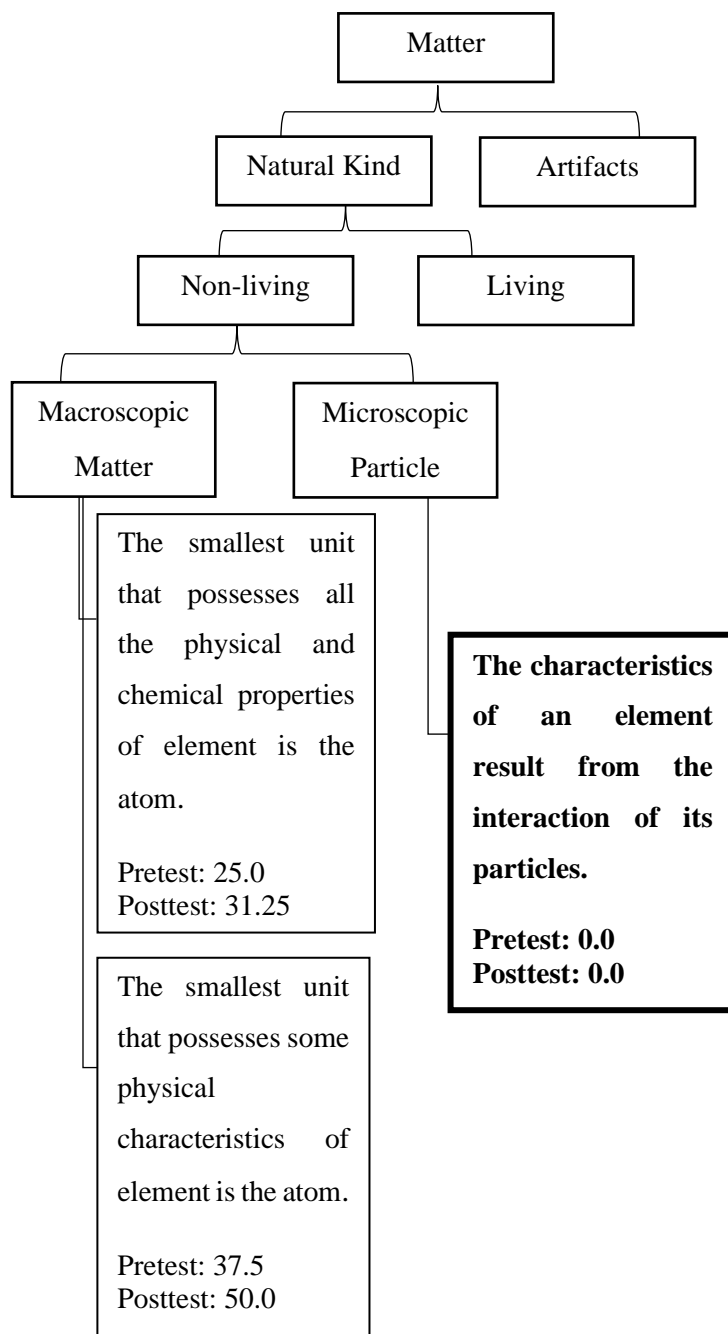 Matter
Natural Kind
Artifacts
Non-living
Living
Macroscopic
Matter
Microscopic
Particle
The smallest unit
that possesses all
the physical and
chemical properties
of element is the
atom.
Pretest: 25.0
Posttest: 31.25
The characteristics
of an element
result from the
interaction of its
particles.
Pretest: 0.0
Posttest: 0.0
The smallest unit
that possesses some
physical
characteristics of
element is the atom.
Pretest: 37.5
Posttest: 50.0